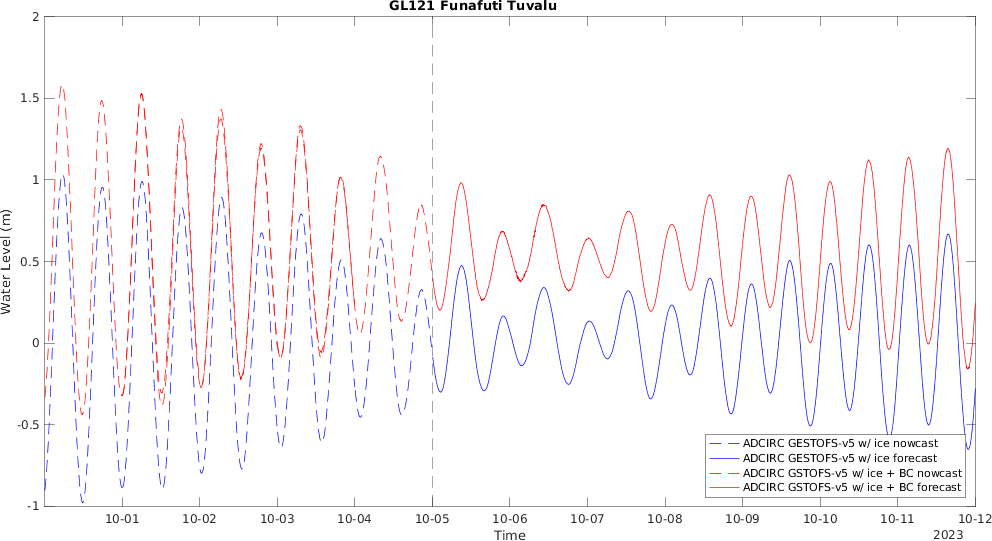 GL121 Funafuti Tuvalu
2
1.5
1
0.5
0
-0.5
-1
Water Level (m)
10-01
10-02
10-03
10-04
10-05
10-06
10-07
10-08
10-09
10-10
10-11
10-12
Time
2023
ADCIRC GESTOFS-v5 w/ ice nowcast
ADCIRC GESTOFS-v5 w/ ice forecast
ADCIRC GSTOFS-v5 w/ ice + BC nowcast
ADCIRC GSTOFS-v5 w/ ice + BC forecast